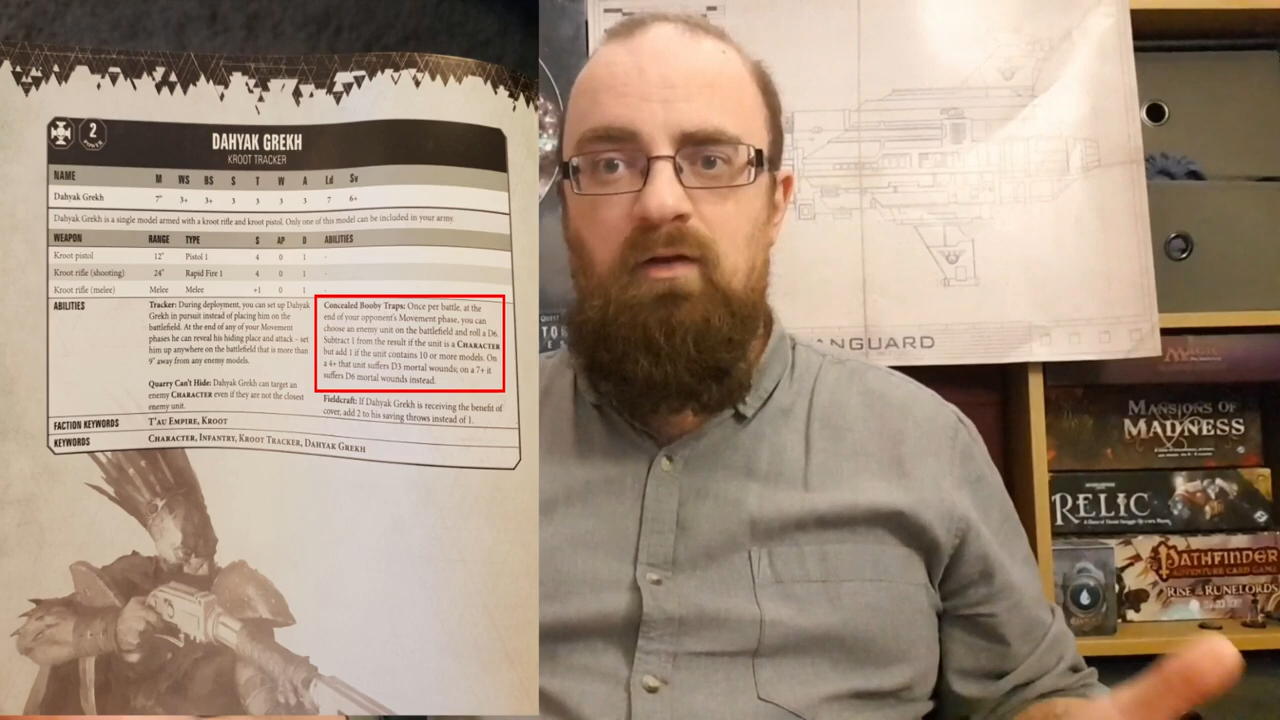 2
POWER
DAHYAK GREKH
KROOT TRACKER
NAME M WS BS S T W A Ld Sv
Dahyak Grekh 7" 3+ 3+ 3 3 3 3 7 6+
Dahyak Grekh is a single model armed with a kroot rifle and kroot pistol. Only one of this model can be included in your army.
WEAPON RANGE TYPE S AP D ABILITIES
Kroot pistol 12" Pistol 1 4 0 1 -
Kroot rifle (shooting) 24" Rapid Fire 1 4 0 1 -
Kroot rifle (melee) Melee Melee +1 0 1 -
ABILITIES
Tracker: During deployment, you can set up Dahyak
Grekh in pursuit instead of placing him on the
battlefield. At the end of any of your Movement
phases he can reveal his hiding place and attack – set
him up anywhere on the battlefield that is more than
9" away from any enemy models.
Quarry Can't Hide: Dahyak Grekh can target an
enemy CHARACTER even if they are not the closest
enemy unit.
Concealed Booby Traps: Once per battle, at the
end of your opponent's Movement phase, you can
choose an enemy unit on the battlefield and roll a D6.
Subtract 1 from the result if the unit is a CHARACTER
but add 1 if the unit contains 10 or more models. On
a 4+ that unit suffers D3 mortal wounds; on a 7+ it
suffers D6 mortal wounds instead.
Fieldcraft: If Dahyak Grekh is receiving the benefit of
cover, add 2 to his saving throws instead of 1.
FACTION KEYWORDS T'AU EMPIRE, KROOT
KEYWORDS CHARACTER, INFANTRY, KROOT TRACKER, DAHYAK GREKH
ANGUARD
MAGIC
MANSIONS
OF
MADNESS
RELIC
PATHFINDER
ADVENTURE CARD GAME
RISE OF THE RUNELORDS